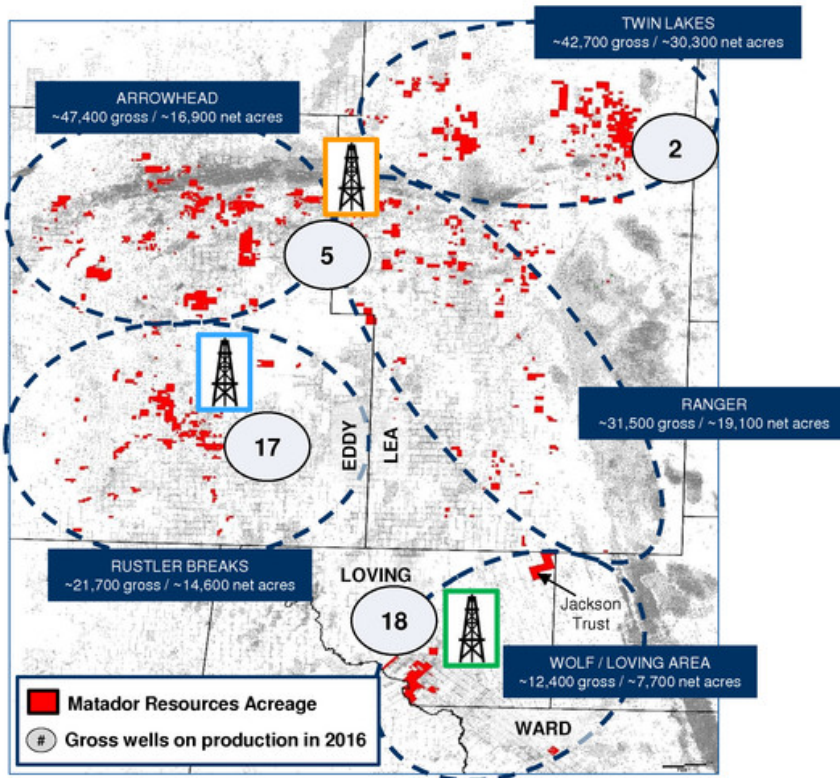 TWIN LAKES
~42,700 gross / ~30,300 net acres
ARROWHEAD
~47,400 gross / ~16,900 net acres
2
5
RANGER
~31,500 gross / ~19,100 net acres
17
EDDY
LEA
RUSTLER BREAKS
~21,700 gross / ~14,600 net acres
LOVING
Jackson
Trust
18
WOLF / LOVING AREA
~12,400 gross / ~7,700 net acres
WARD
Matador Resources Acreage
# Gross wells on production in 2016